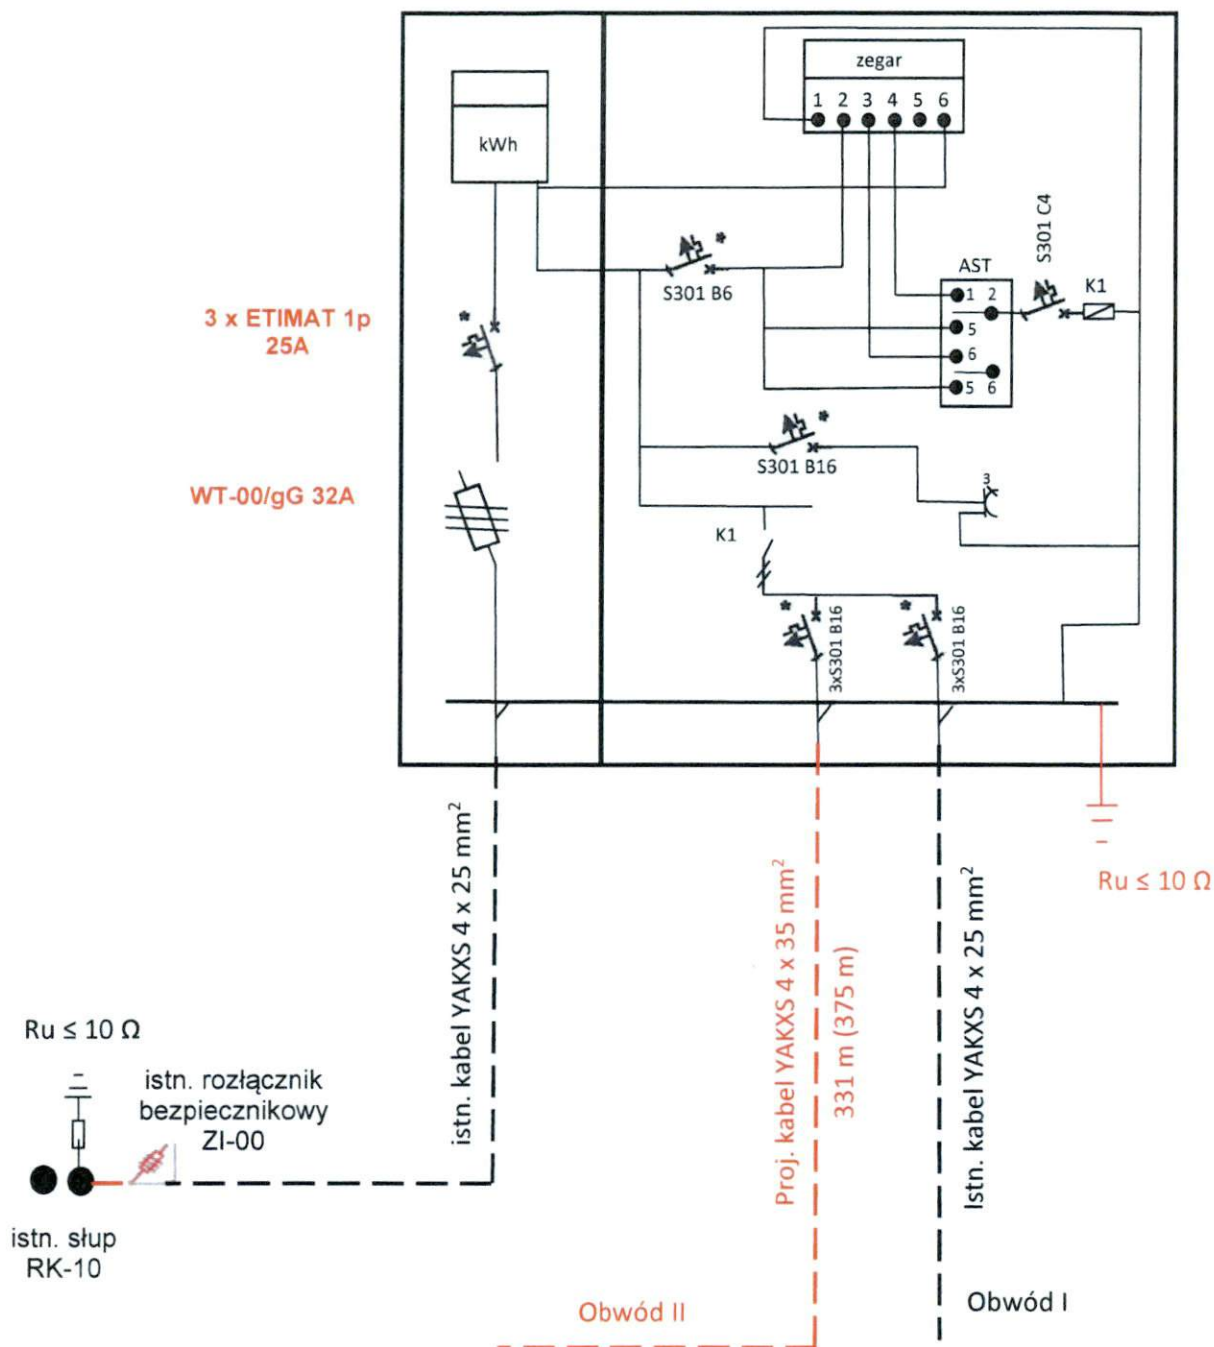 zegar
1 2 3 4 5 6
kWh
S301 C4
AST
K1
1 2
5
6
5 6
*
S301 B6
3 x ETIMAT 1p
25A
*
*
S301 B16
WT-00/gG 32A
3
K1
*
3xS301 B16
*
3xS301 B16
istn. kabel YAKXS 4 x 25 mm²
Proj. kabel YAKXS 4 x 35 mm²
331 m (375 m)
Istn. kabel YAKXS 4 x 25 mm²
Ru ≤ 10 Ω
Ru ≤ 10 Ω
istn. rozłącznik
bezpiecznikowy
ZI-00
istn. słup
RK-10
Obwód II
Obwód I